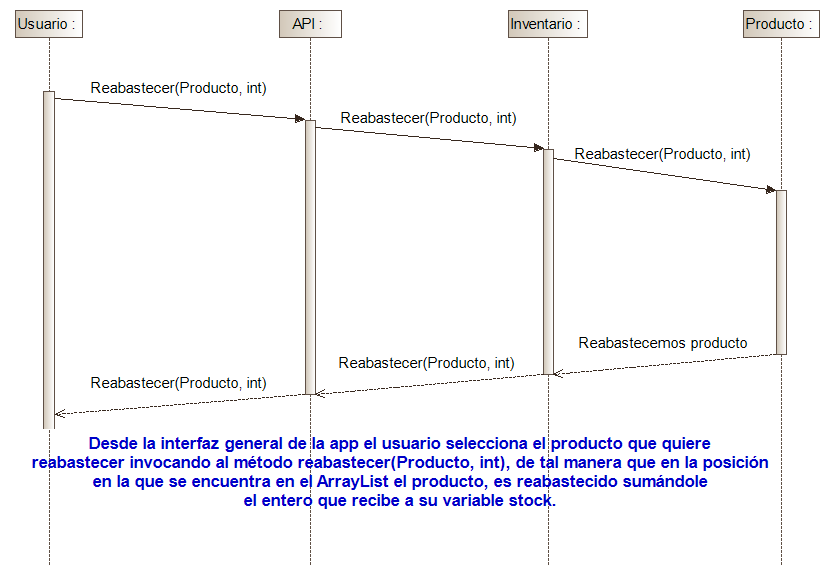 Usuario :
API :
Inventario :
Producto :
Reabastecer(Producto, int)
Reabastecer(Producto, int)
Reabastecer(Producto, int)
Reabastecemos producto
Reabastecer(Producto, int)
Reabastecer(Producto, int)
Desde la interfaz general de la app el usuario selecciona el producto que quiere
reabastecer invocando al método reabastecer(Producto, int), de tal manera que en la posición
en la que se encuentra en el ArrayList el producto, es reabastecido sumándole
el entero que recibe a su variable stock.